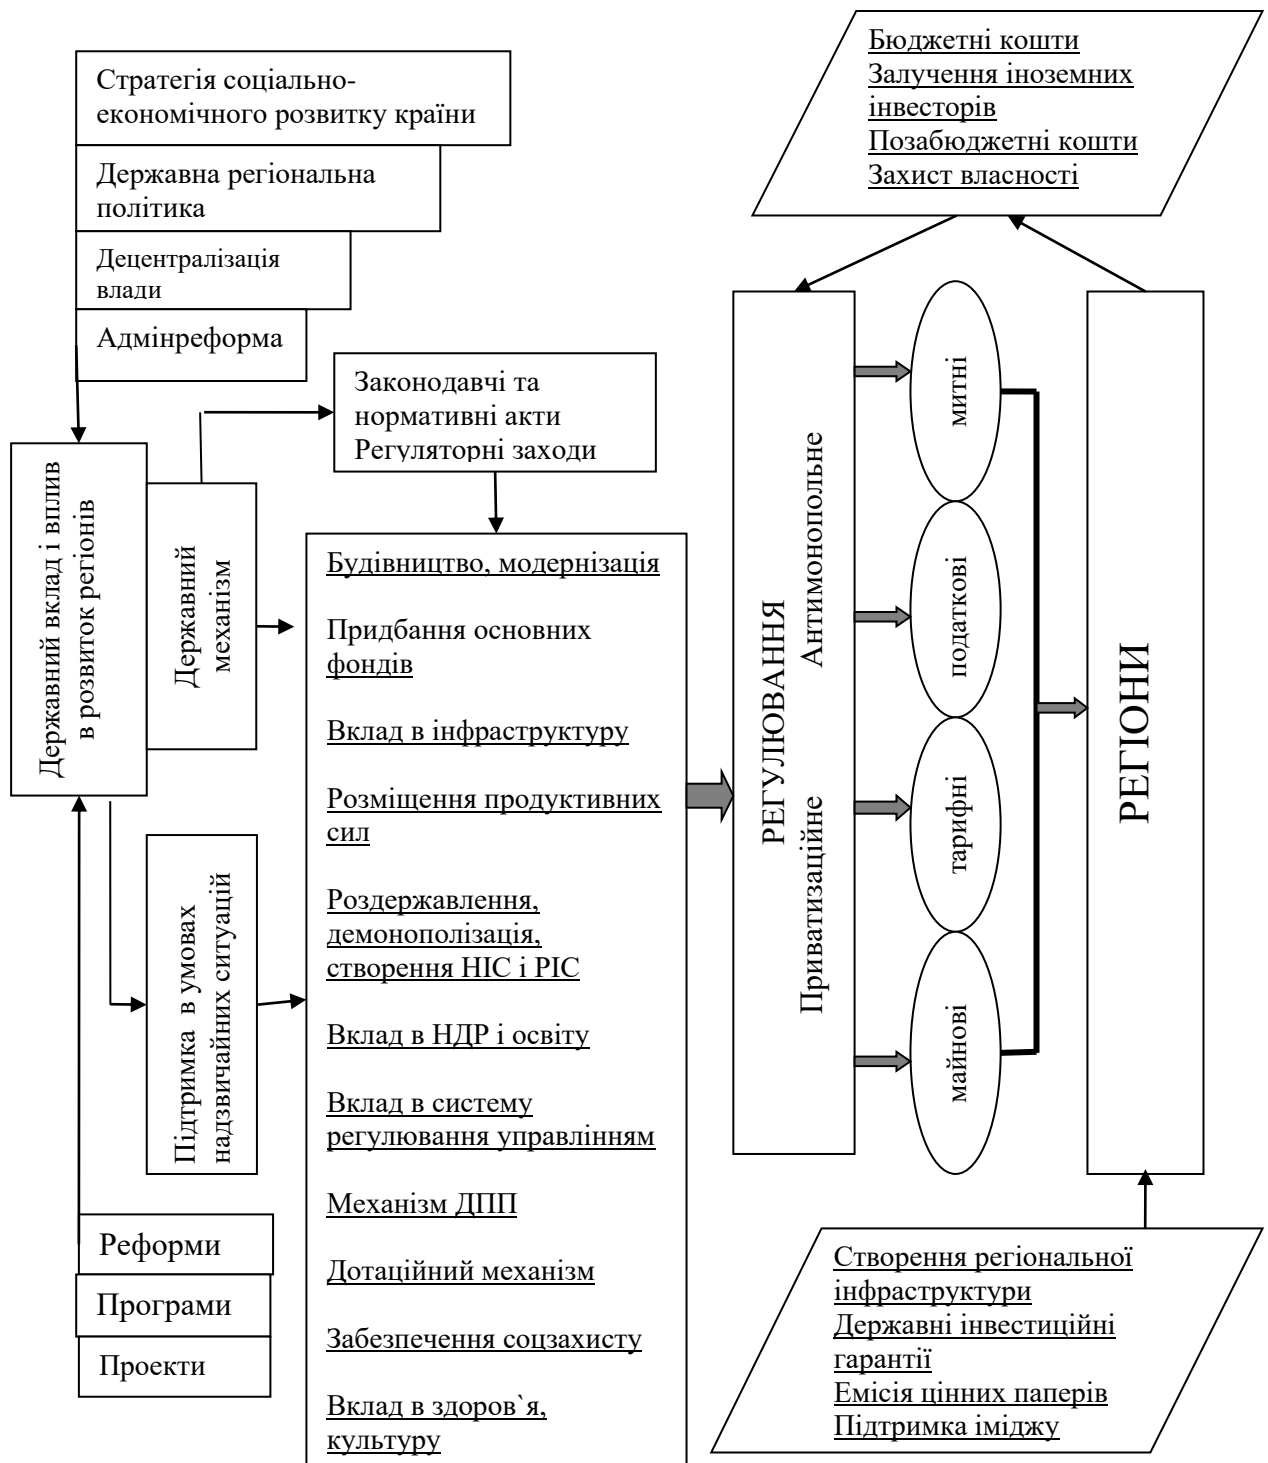 Стратегія соціально-
економічного розвитку країни
Державна регіональна
політика
Децентралізація
влади
Адмінреформа
Законодавчі та
нормативні акти
Регуляторні заходи
Державний вклад і вплив
в розвиток регіонів
Державний
механізм
Підтримка в умовах
надзвичайних ситуацій
Реформи
Програми
Проекти
Будівництво, модернізація
Придбання основних
фондів
Вклад в інфраструктуру
Розміщення продуктивних
сил
Роздержавлення,
демонополізація,
створення НІС і РІС
Вклад в НДР і освіту
Вклад в систему
регулювання управлінням
Механізм ДПП
Дотаційний механізм
Забезпечення соцзахисту
Вклад в здоров`я,
культуру
Бюджетні кошти
Залучення іноземних
інвесторів
Позабюджетні кошти
Захист власності
РЕГУЛЮВАННЯ
Приватизаційне Антимонопольне
митні
податкові
тарифні
майнові
РЕГІОНИ
Створення регіональної
інфраструктури
Державні інвестиційні
гарантії
Емісія цінних паперів
Підтримка іміджу